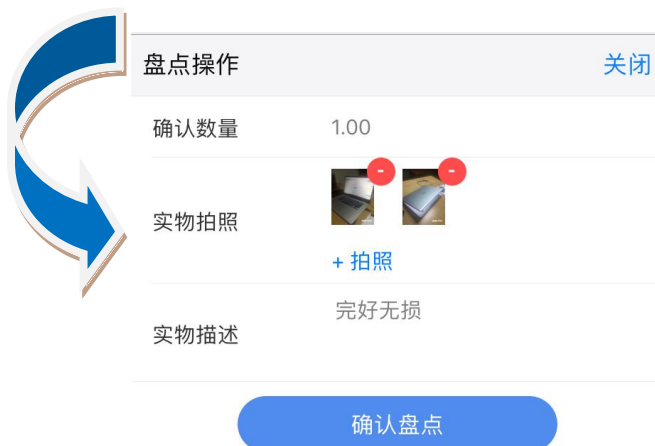 盘点操作 关闭
确认数量 1.00
实物拍照
+ 拍照
实物描述 完好无损
确认盘点